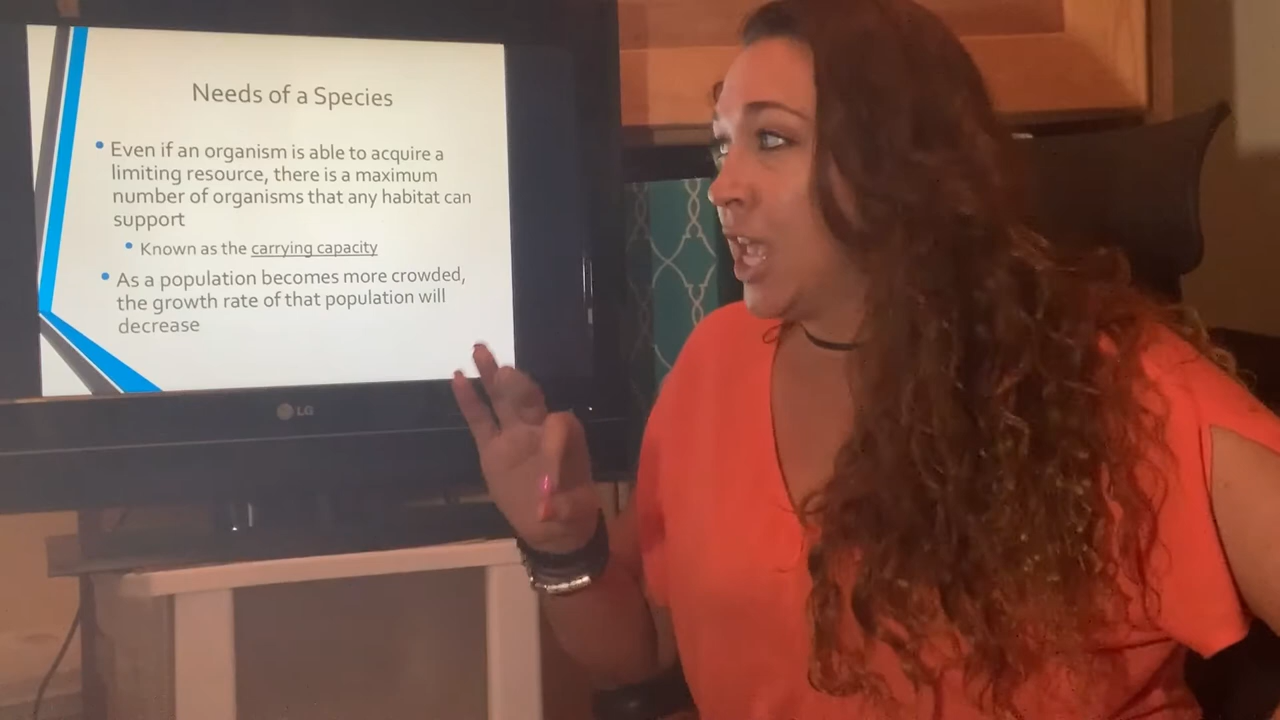 Needs of a Species
• Even if an organism is able to acquire a
limiting resource, there is a maximum
number of organisms that any habitat can
support
• Known as the carrying capacity
• As a population becomes more crowded,
the growth rate of that population will
decrease
LG